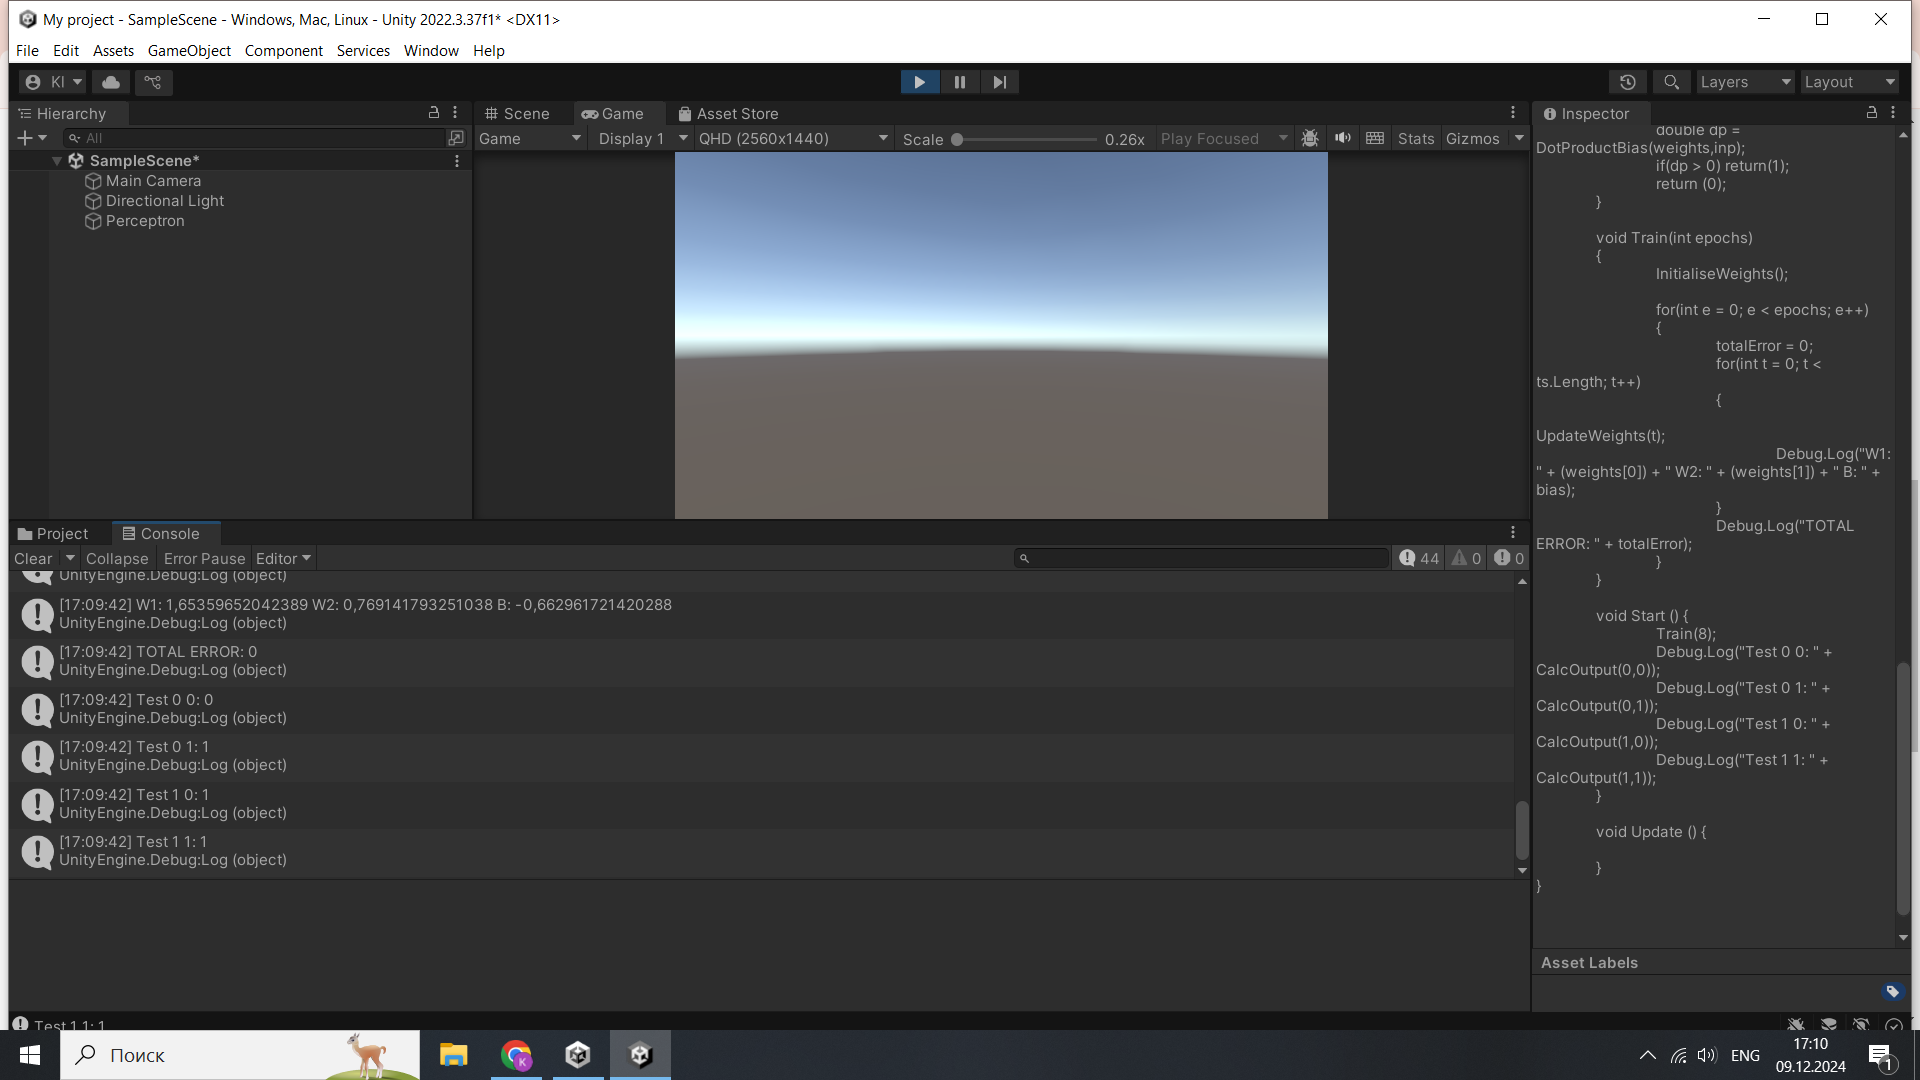 My project - SampleScene - Windows, Mac, Linux - Unity 2022.3.37f1* <DX11>
File Edit Assets GameObject Component Services Window Help
KI
Layers
Layout
Hierarchy
All
SampleScene*
Main Camera
Directional Light
Perceptron
Scene
Game
Asset Store
Game
Display 1
QHD (2560x1440)
Scale
0.26x
Play Focused
Stats
Gizmos
Project
Console
Clear
Collapse
Error Pause
Editor
44
0
0
UnityEngine.Debug:Log (object)
[17:09:42] W1: 1,65359652042389 W2: 0,769141793251038 B: -0,662961721420288
UnityEngine.Debug:Log (object)
[17:09:42] TOTAL ERROR: 0
UnityEngine.Debug:Log (object)
[17:09:42] Test 0 0: 0
UnityEngine.Debug:Log (object)
[17:09:42] Test 0 1: 1
UnityEngine.Debug:Log (object)
[17:09:42] Test 1 0: 1
UnityEngine.Debug:Log (object)
[17:09:42] Test 1 1: 1
UnityEngine.Debug:Log (object)
Inspector
double dp =
DotProductBias(weights,inp);
if(dp > 0) return(1);
return (0);
}
void Train(int epochs)
{
InitialiseWeights();
for(int e = 0; e < epochs; e++)
{
totalError = 0;
for(int t = 0; t <
ts.Length; t++)
{
UpdateWeights(t);
Debug.Log("W1:
" + (weights[0]) + " W2: " + (weights[1]) + " B: " +
bias);
}
Debug.Log("TOTAL
ERROR: " + totalError);
}
}
void Start () {
Train(8);
Debug.Log("Test 0 0: " +
CalcOutput(0,0));
Debug.Log("Test 0 1: " +
CalcOutput(0,1));
Debug.Log("Test 1 0: " +
CalcOutput(1,0));
Debug.Log("Test 1 1: " +
CalcOutput(1,1));
}
void Update () {
}
}
Asset Labels
Test 1 1: 1
Поиск
K
ENG
17:10
09.12.2024
1